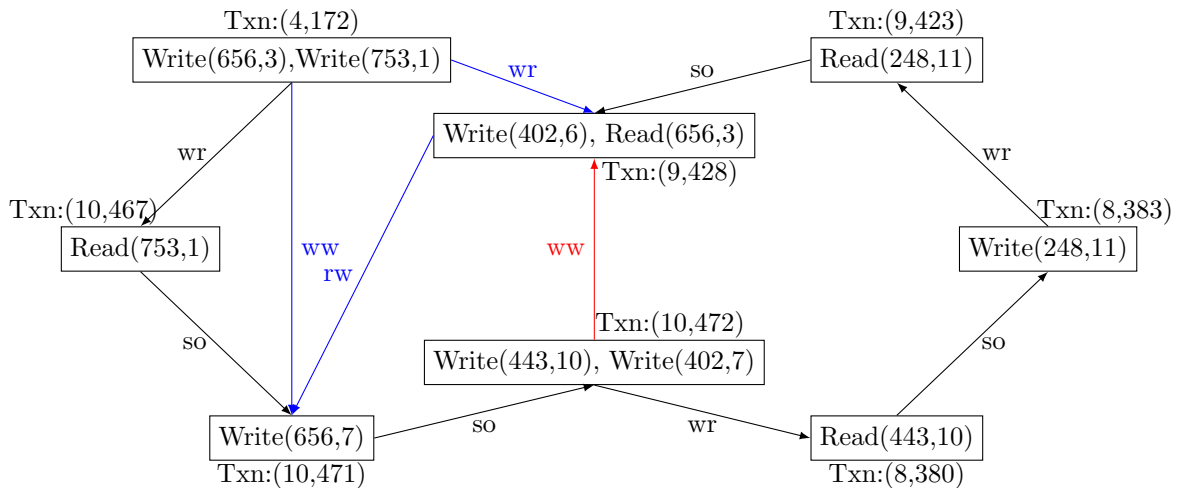 Txn:(4,172)
Write(656,3),Write(753,1)
Txn:(9,423)
Read(248,11)
wr
so
Write(402,6), Read(656,3)
Txn:(9,428)
wr
wr
Txn:(10,467)
Read(753,1)
Txn:(8,383)
Write(248,11)
ww
rw
ww
so
Txn:(10,472)
Write(443,10), Write(402,7)
so
Write(656,7)
Txn:(10,471)
so
wr
Read(443,10)
Txn:(8,380)